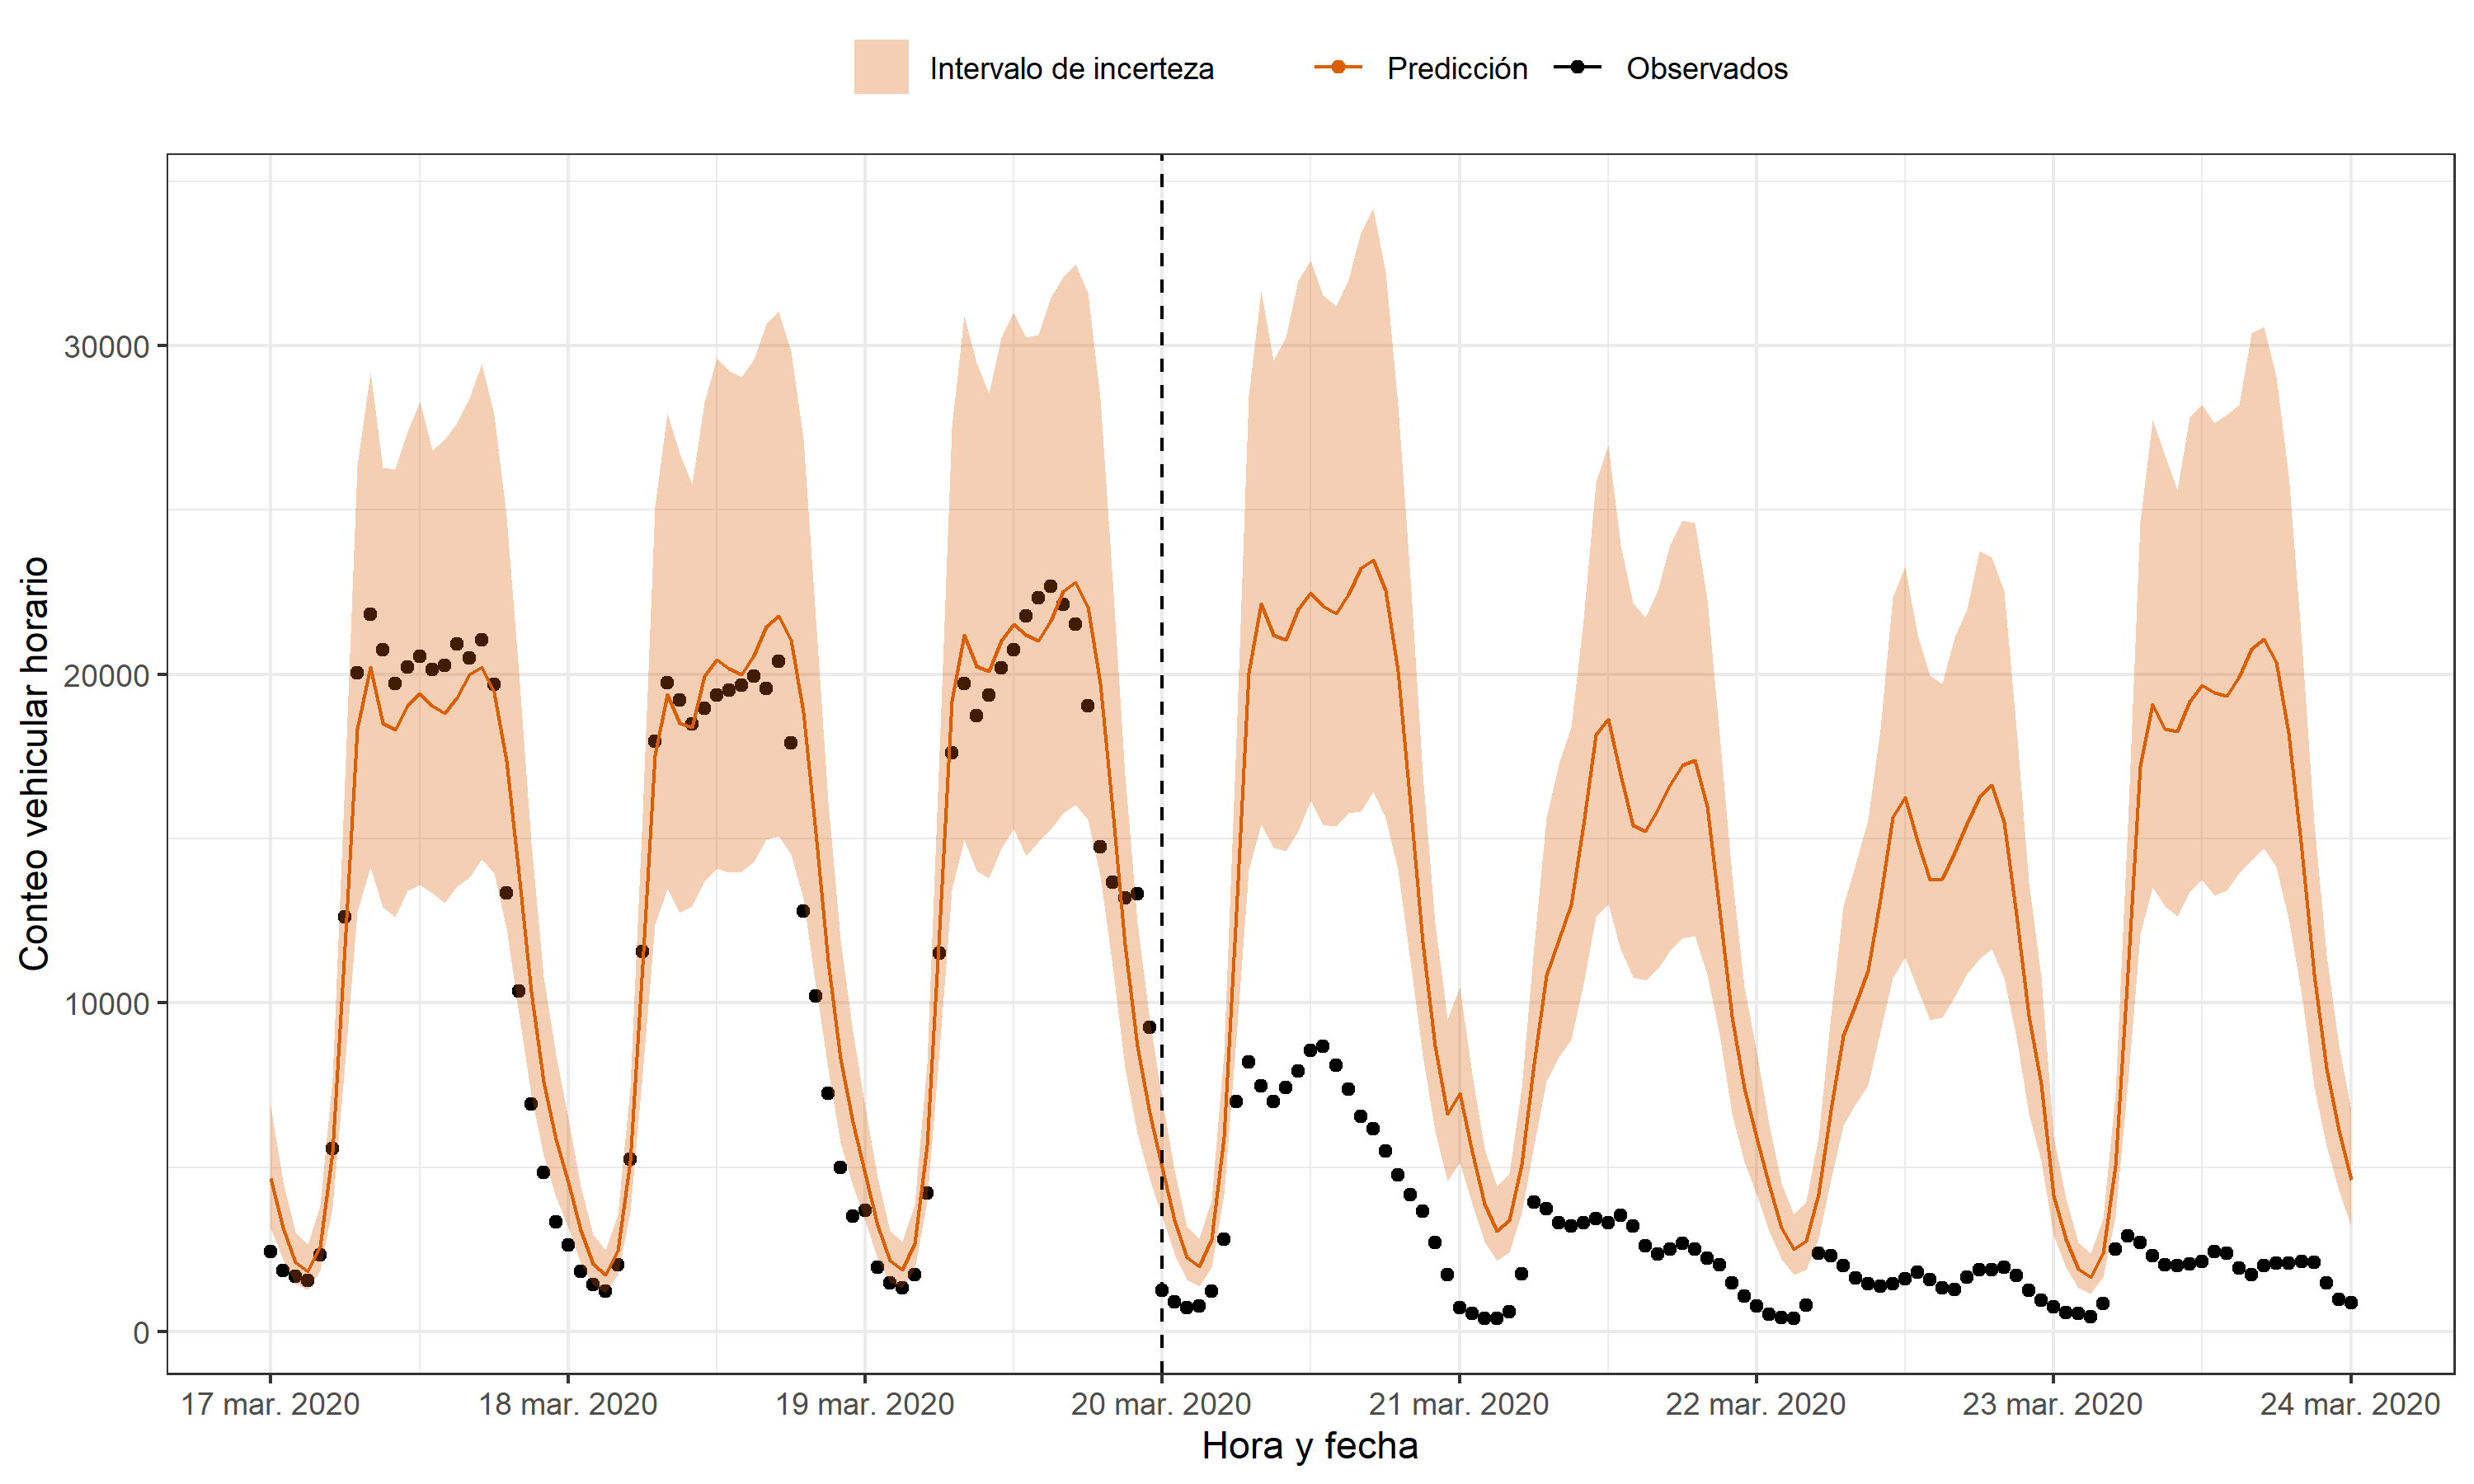 Intervalo de incerteza Predicción Observados
Conteo vehicular horario
30000
20000
10000
0
17 mar. 2020 18 mar. 2020 19 mar. 2020 20 mar. 2020 21 mar. 2020 22 mar. 2020 23 mar. 2020 24 mar. 2020
Hora y fecha